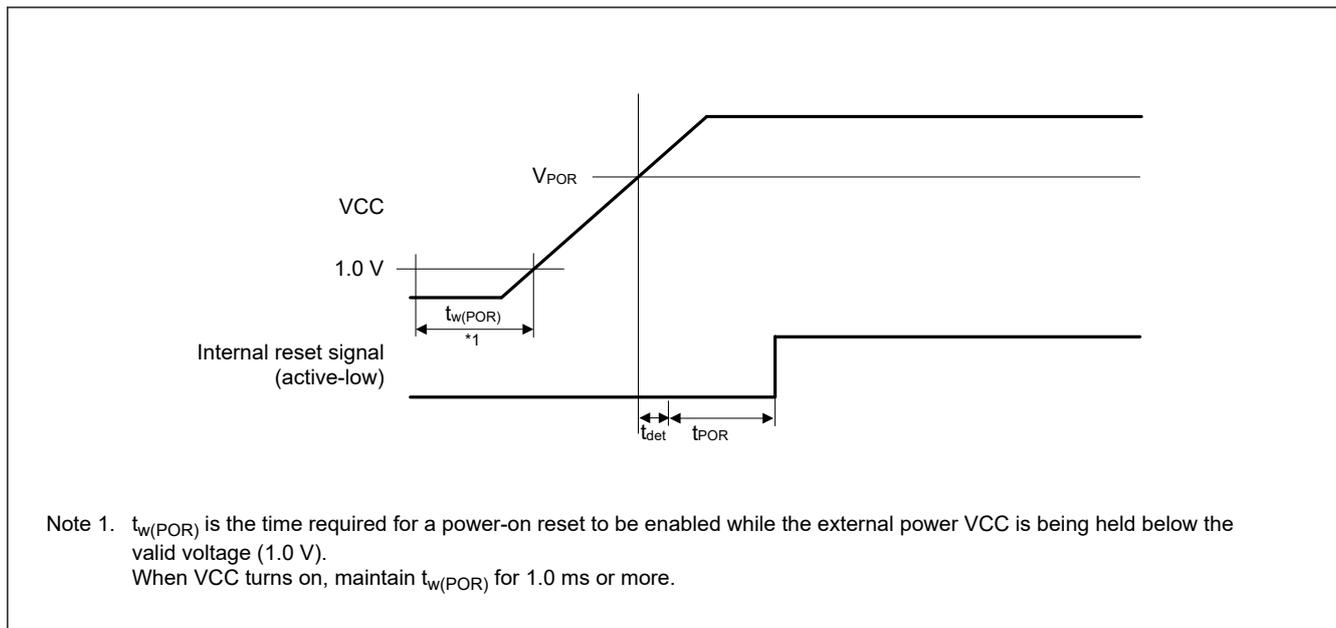 VPOR
VCC
1.0 V
tw(POR)
*1
Internal reset signal
(active-low)
tdet
tPOR
Note 1. tw(POR) is the time required for a power-on reset to be enabled while the external power VCC is being held below the
valid voltage (1.0 V).
When VCC turns on, maintain tw(POR) for 1.0 ms or more.